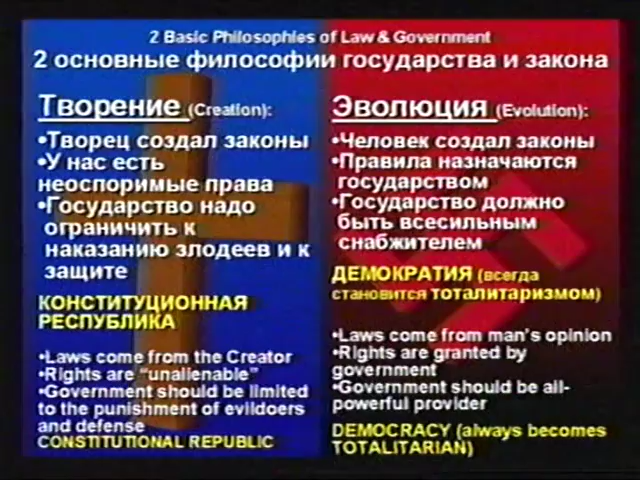 2 Basic Philosophies of Law & Government
2 основные философии государства и закона
Творение (Creation):
•Творец создал законы
•У нас есть
неоспоримые права
•Государство надо
ограничить к
наказанию злодеев и к
защите
КОНСТИТУЦИОННАЯ
РЕСПУБЛИКА
•Laws come from the Creator
•Rights are “unalienable”
•Government should be limited
to the punishment of evildoers
and defense
CONSTITUTIONAL REPUBLIC
Эволюция (Evolution):
•Человек создал законы
•Правила назначаются
государством
•Государство должно
быть всесильным
снабжителем
ДЕМОКРАТИЯ (всегда
становится тоталитаризмом)
•Laws come from man's opinion
•Rights are granted by
government
•Government should be all-
powerful provider
DEMOCRACY (always becomes
TOTALITARIAN)